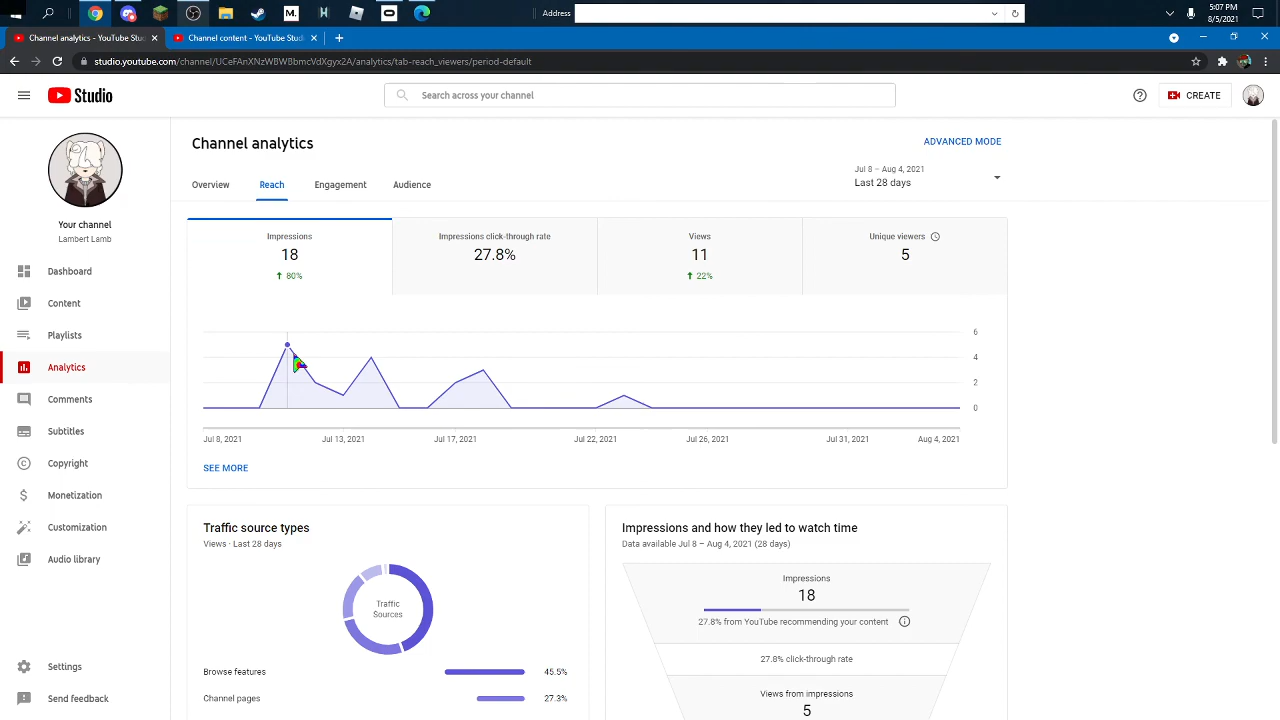 Address
5:07 PM
8/5/2021
Channel analytics - YouTube Stud
Channel content - YouTube Studi
studio.youtube.com/channel/UCeFAnXNzWBWBbmcVdXgyx2A/analytics/tab-reach_viewers/period-default
Studio
Search across your channel
CREATE
Your channel
Lambert Lamb
Dashboard
Content
Playlists
Analytics
Comments
Subtitles
Copyright
Monetization
Customization
Audio library
Settings
Send feedback
Channel analytics
ADVANCED MODE
Overview
Reach
Engagement
Audience
Jul 8 – Aug 4, 2021
Last 28 days
Impressions
18
80%
Impressions click-through rate
27.8%
Views
11
22%
Unique viewers
5
6
4
2
0
Jul 8, 2021
Jul 13, 2021
Jul 17, 2021
Jul 22, 2021
Jul 26, 2021
Jul 31, 2021
Aug 4, 2021
SEE MORE
Traffic source types
Views · Last 28 days
Traffic
Sources
Browse features
45.5%
Channel pages
27.3%
Impressions and how they led to watch time
Data available Jul 8 – Aug 4, 2021 (28 days)
Impressions
18
27.8% from YouTube recommending your content
27.8% click-through rate
Views from impressions
5